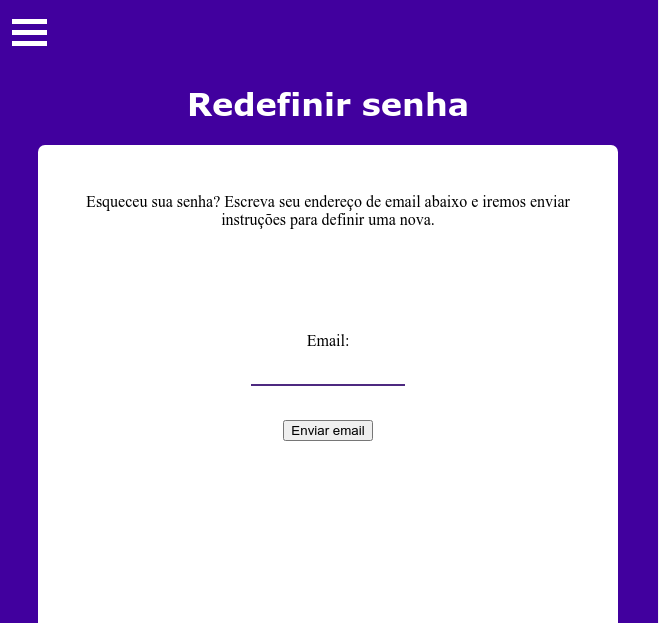 Redefinir senha
Esqueceu sua senha? Escreva seu endereço de email abaixo e iremos enviar
instruções para definir uma nova.
Email:
Enviar email